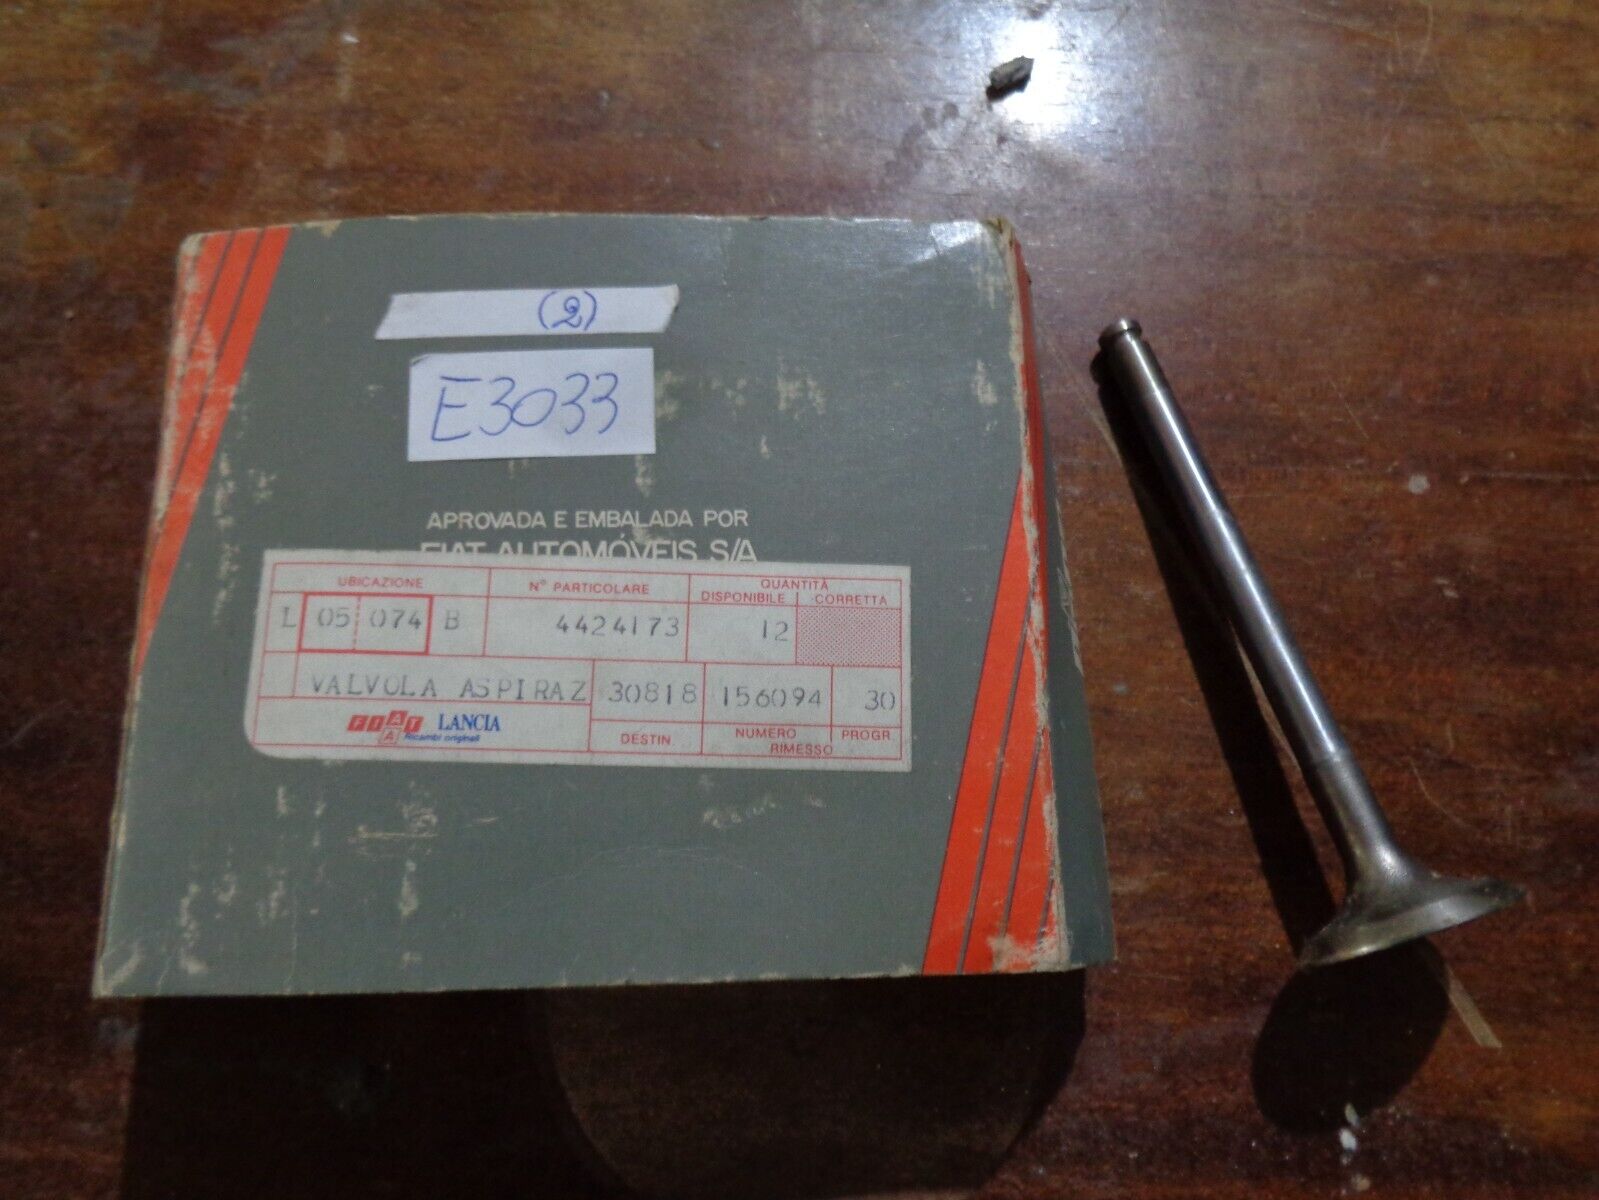 (2)
E3033
APROVADA E EMBALADA POR
FIAT AUTOMÓVEIS S/A
UBICAZIONE
N° PARTICOLARE
QUANTITÀ
DISPONIBILE CORRETTA
L 05 074 B 4424173 12
VALVOLA ASPIRAZ 30818 156094 30
FIAT LANCIA
Ricambi originali
DESTIN
NUMERO
RIMESSO
PROGR